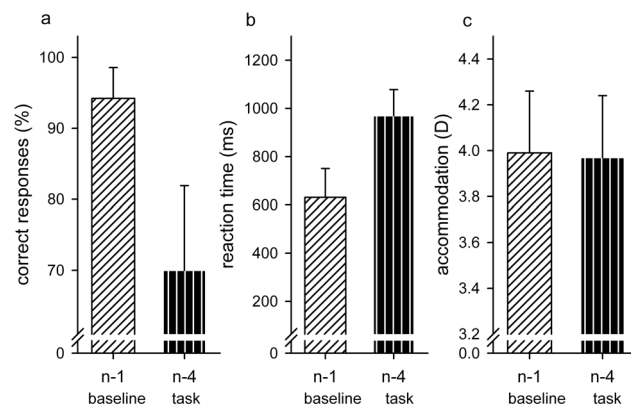 a
correct responses (%)
100
90
80
70
0
n-1
baseline
n-4
task
b
reaction time (ms)
1200
1000
800
600
400
200
0
n-1
baseline
n-4
task
c
accommodation (D)
4.4
4.2
4.0
3.8
3.6
3.4
3.2
0.0
n-1
baseline
n-4
task